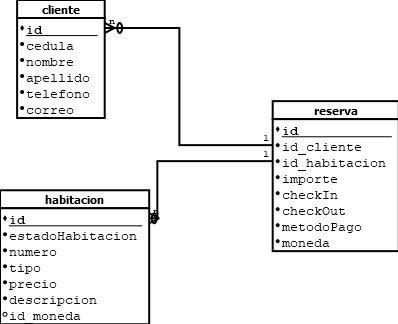 cliente
id
cedula
nombre
apellido
telefono
correo
n
1
1
reserva
id
id_cliente
id_habitacion
importe
checkIn
checkOut
metodoPago
moneda
habitacion
id
estadoHabitacion
numero
tipo
precio
descripcion
id_moneda